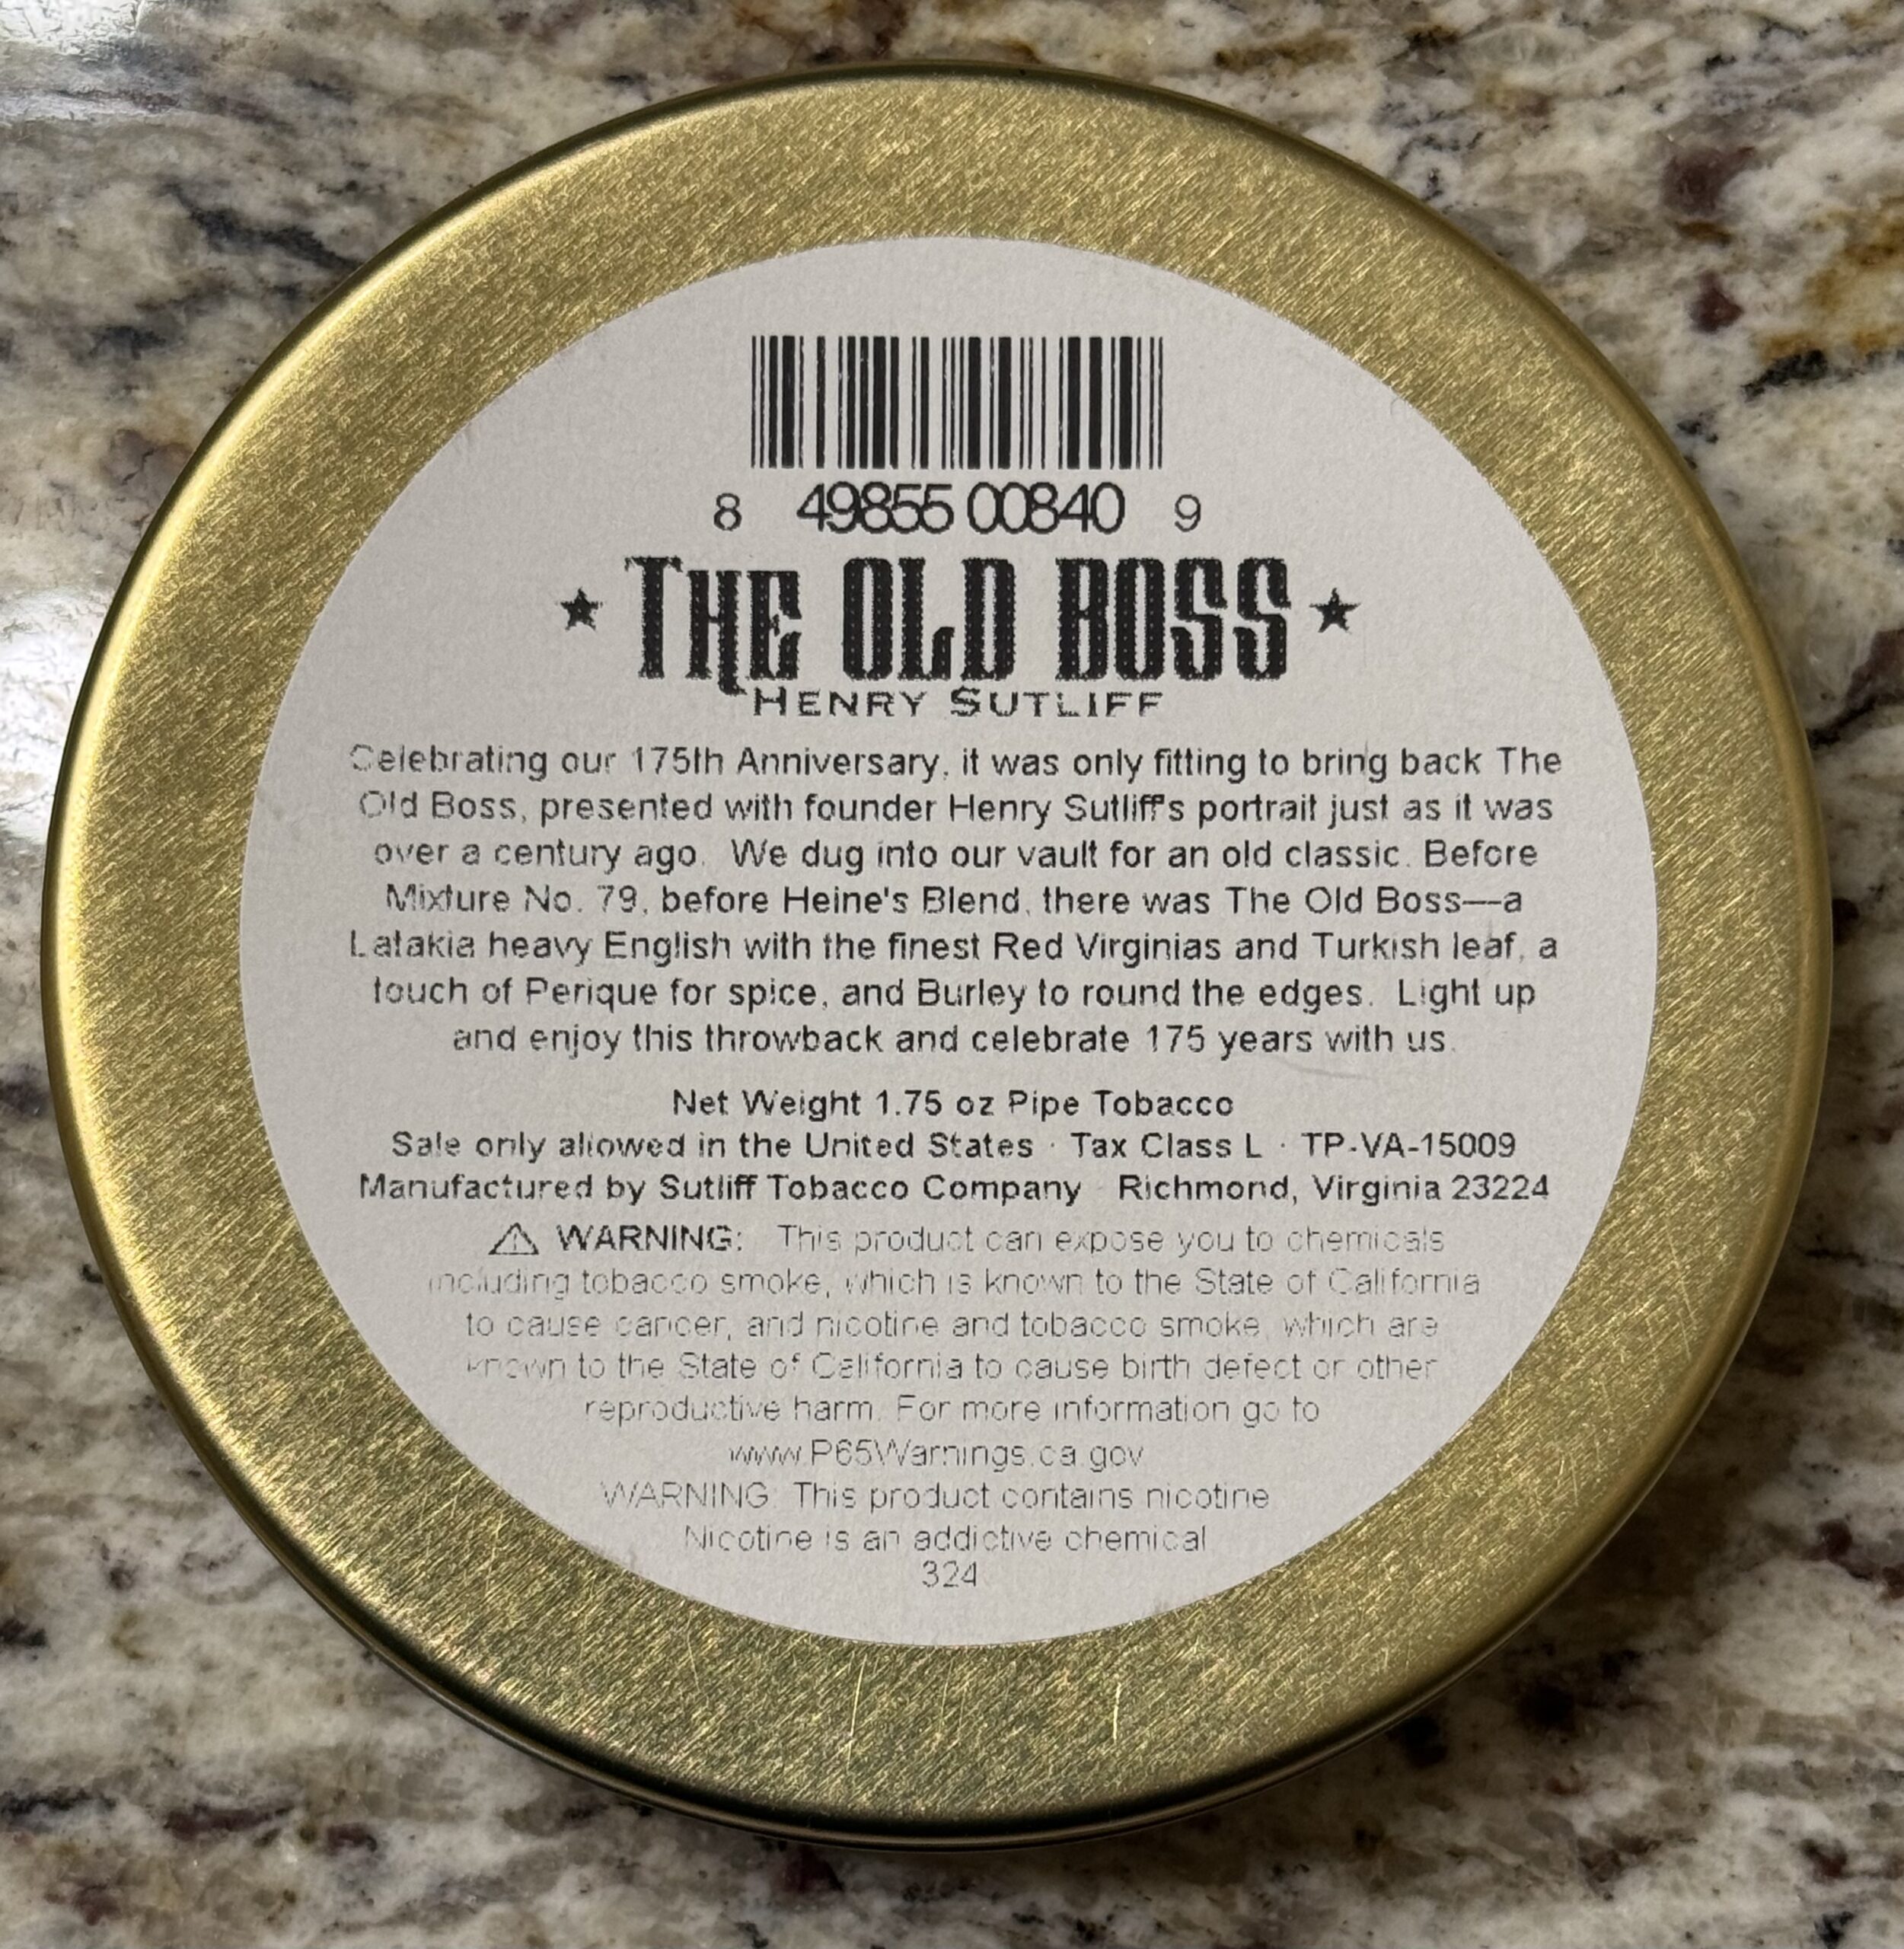 8 49855 00840 9
★ THE OLD BOSS ★
HENRY SUTLIFF
Celebrating our 175th Anniversary, it was only fitting to bring back The
Old Boss, presented with founder Henry Sutliff's portrait just as it was
over a century ago. We dug into our vault for an old classic. Before
Mixture No. 79, before Heine's Blend, there was The Old Boss—a
Latakia heavy English with the finest Red Virginias and Turkish leaf, a
touch of Perique for spice, and Burley to round the edges. Light up
and enjoy this throwback and celebrate 175 years with us.
Net Weight 1.75 oz Pipe Tobacco
Sale only allowed in the United States · Tax Class L · TP-VA-15009
Manufactured by Sutliff Tobacco Company · Richmond, Virginia 23224
⚠ WARNING: This product can expose you to chemicals
including tobacco smoke, which is known to the State of California
to cause cancer, and nicotine and tobacco smoke, which are
known to the State of California to cause birth defect or other
reproductive harm. For more information go to
www.P65Warnings.ca.gov
WARNING: This product contains nicotine.
Nicotine is an addictive chemical
324